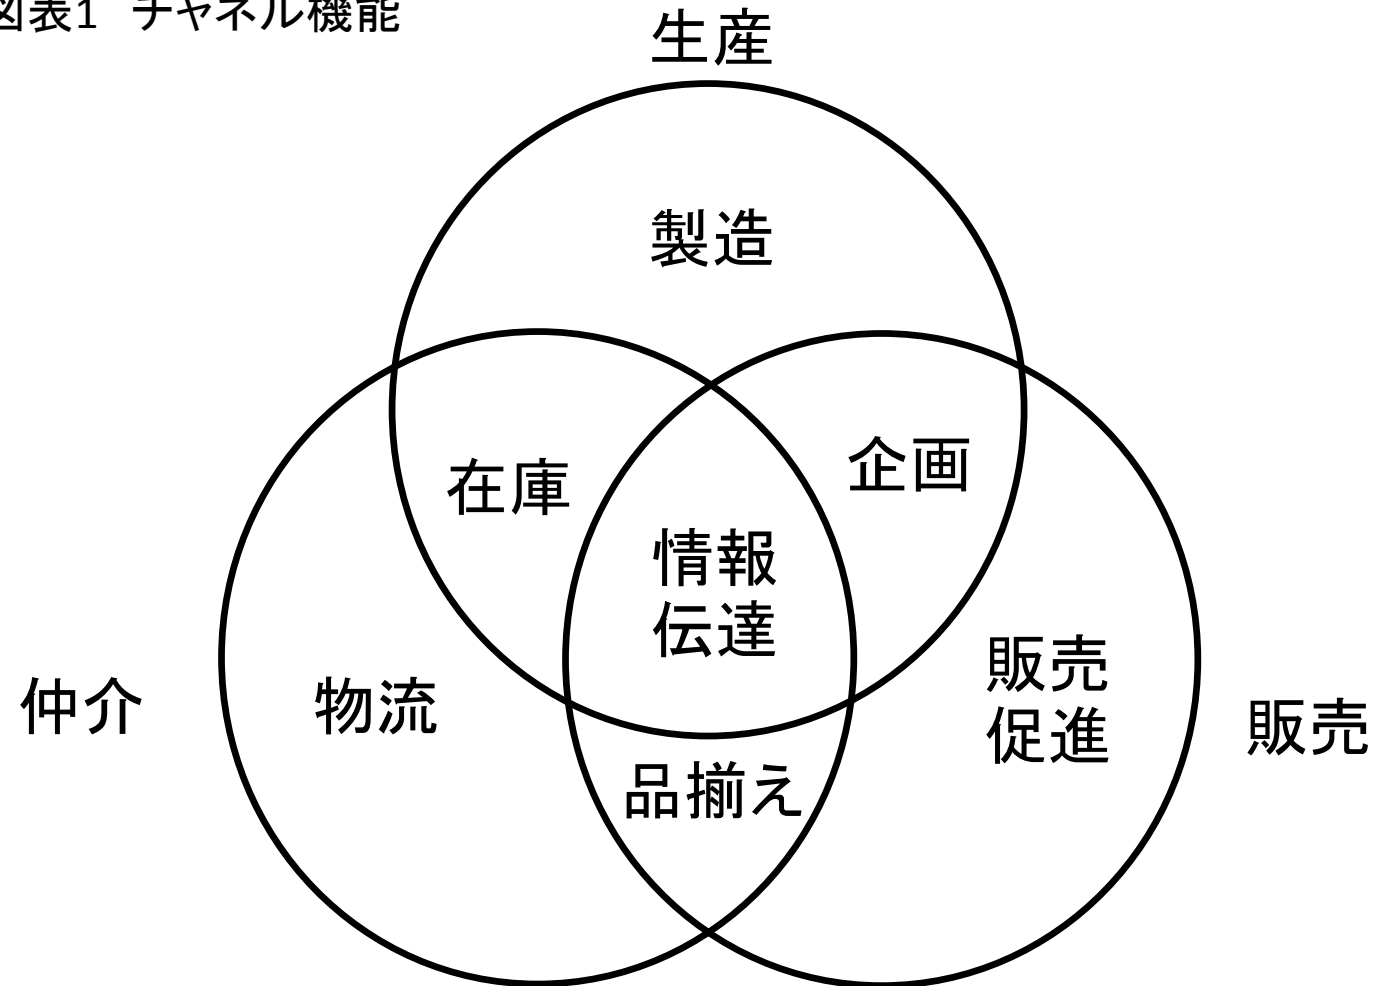 図表1 チャネル機能
生産
製造
在庫
企画
情報
伝達
仲介
物流
販売
促進
販売
品揃え